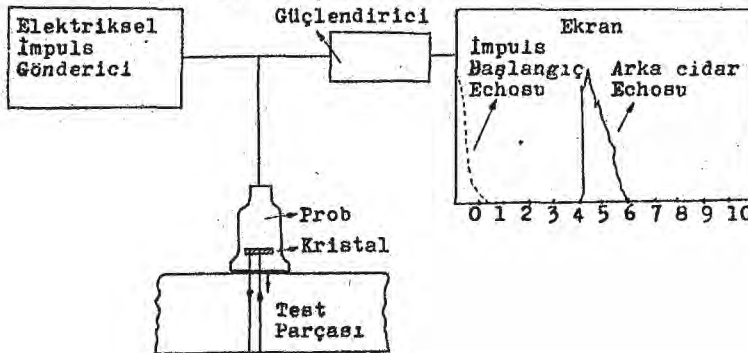 Elektriksel
İmpuls
Gönderici
Güçlendirici
Ekran
İmpuls
Başlangıç
Echosu
Arka cidar
Echosu
0 1 2 3 4 5 6 7 8 9 10
Prob
Kristal
Test
Parçası